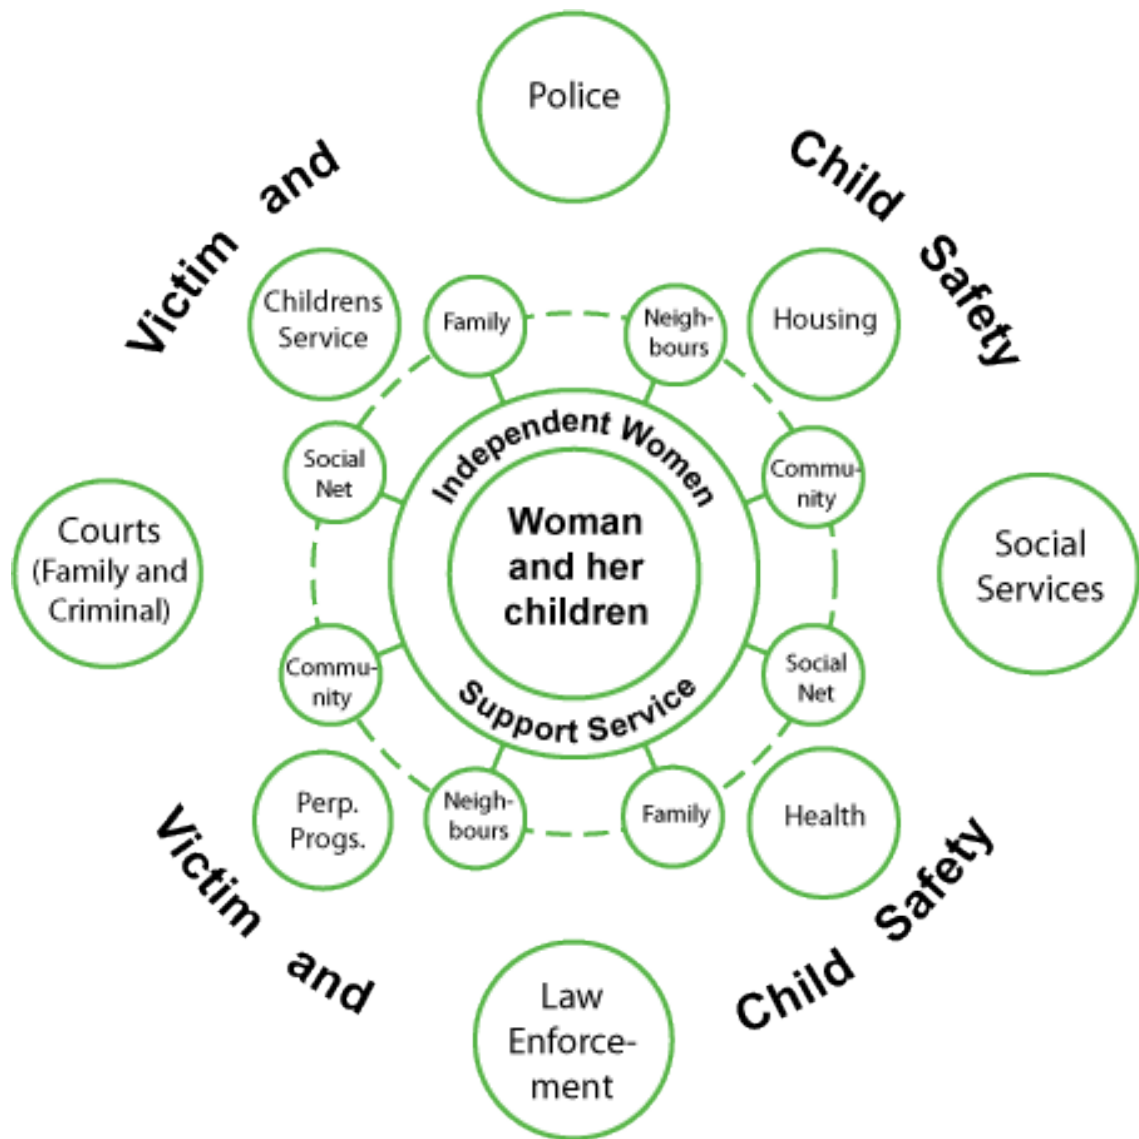 Police
Victim and
Child Safety
Childrens
Service
Family
Neigh-
bours
Housing
Independent Women
Social
Net
Commu-
nity
Courts
(Family and
Criminal)
Woman
and her
children
Social
Services
Commu-
nity
Social
Net
Support Service
Perp.
Progs.
Neigh-
bours
Family
Health
Victim and
Child Safety
Law
Enforce-
ment